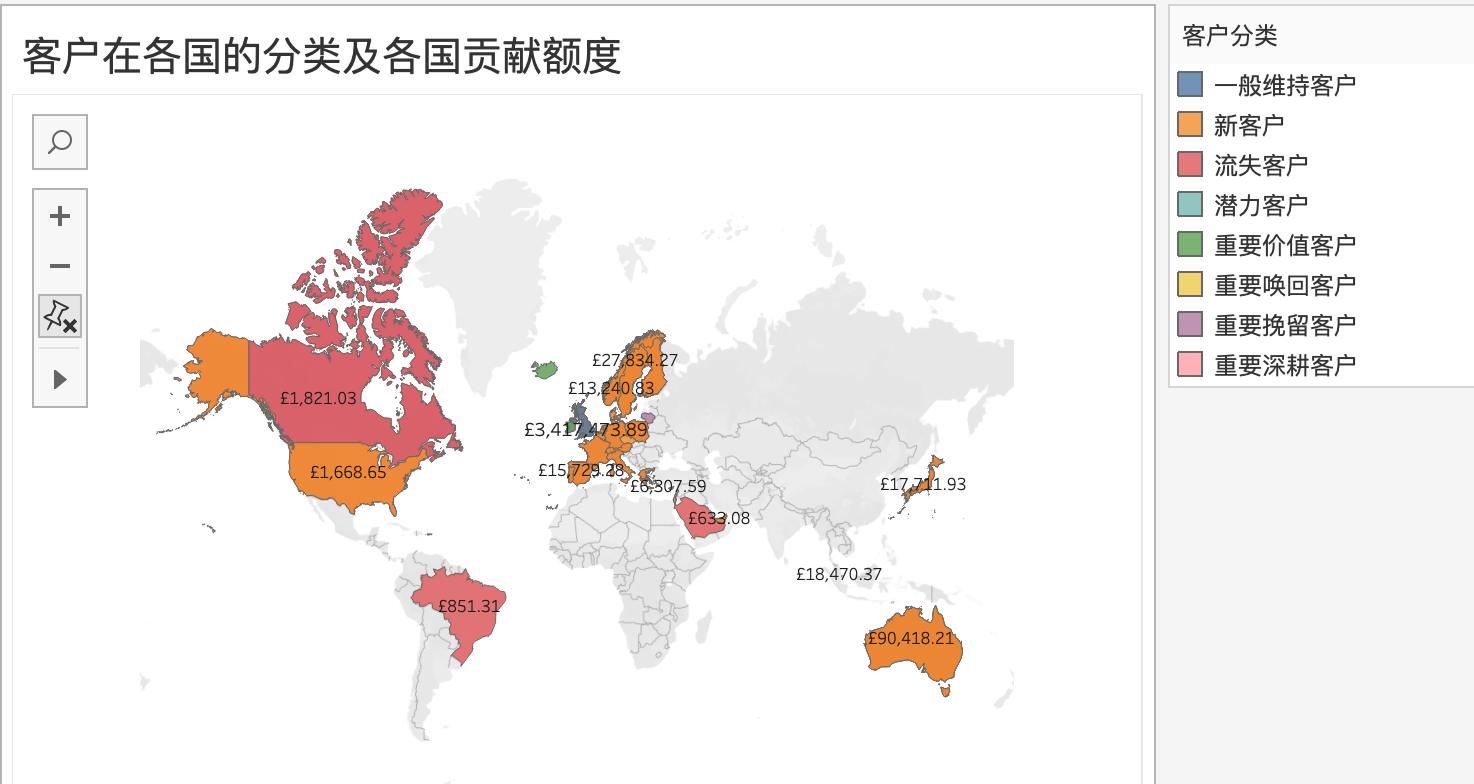 客户在各国的分类及各国贡献额度
£27,834.27
£13,240.83
£1,821.03
£3,417,473.89
£1,668.65
£15,729.28
£6,307.59
£17,711.93
£633.08
£18,470.37
£851.31
£90,418.21
客户分类
一般维持客户
新客户
流失客户
潜力客户
重要价值客户
重要唤回客户
重要挽留客户
重要深耕客户